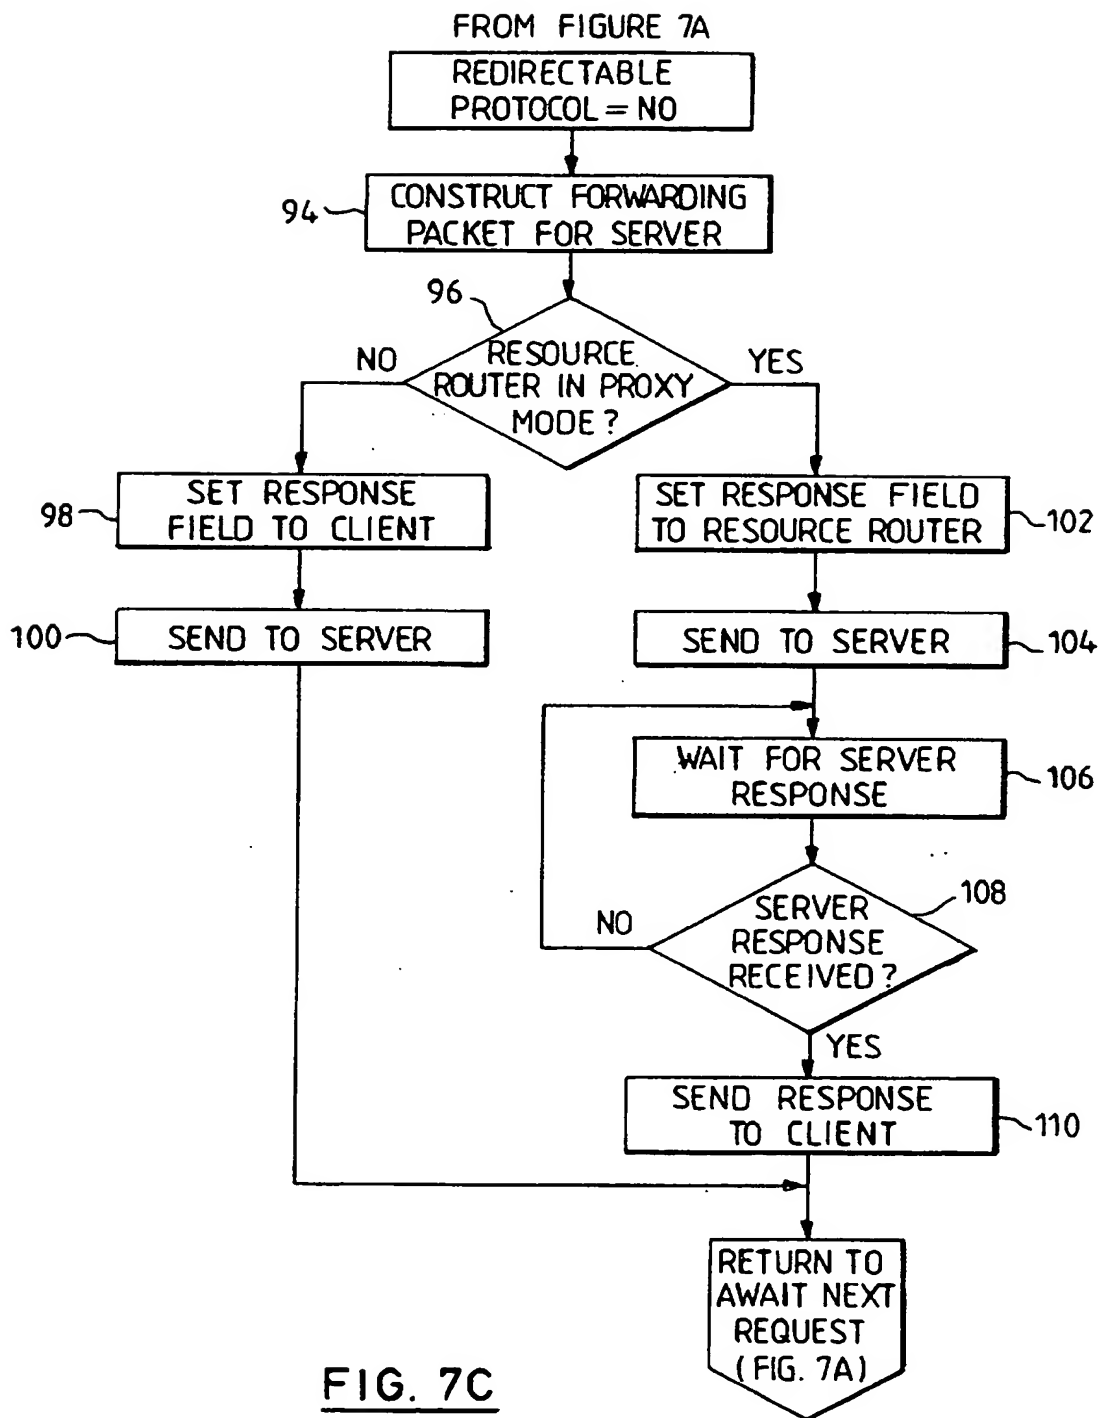 FROM FIGURE 7A
REDIRECTABLE
PROTOCOL = NO
94
CONSTRUCT FORWARDING
PACKET FOR SERVER
96
NO
RESOURCE
ROUTER IN PROXY
MODE?
YES
98
SET RESPONSE
FIELD TO CLIENT
SET RESPONSE FIELD
TO RESOURCE ROUTER
102
100
SEND TO SERVER
SEND TO SERVER
104
WAIT FOR SERVER
RESPONSE
106
108
NO
SERVER
RESPONSE
RECEIVED?
YES
SEND RESPONSE
TO CLIENT
110
RETURN TO
AWAIT NEXT
REQUEST
(FIG. 7A)
FIG. 7C